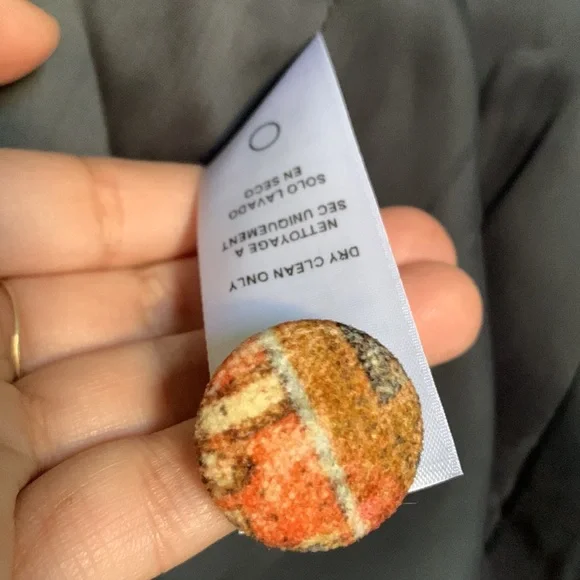 DRY CLEAN ONLY
NETTOYAGE A
SEC UNIQUEMENT
SOLO LAVADO
EN SECO